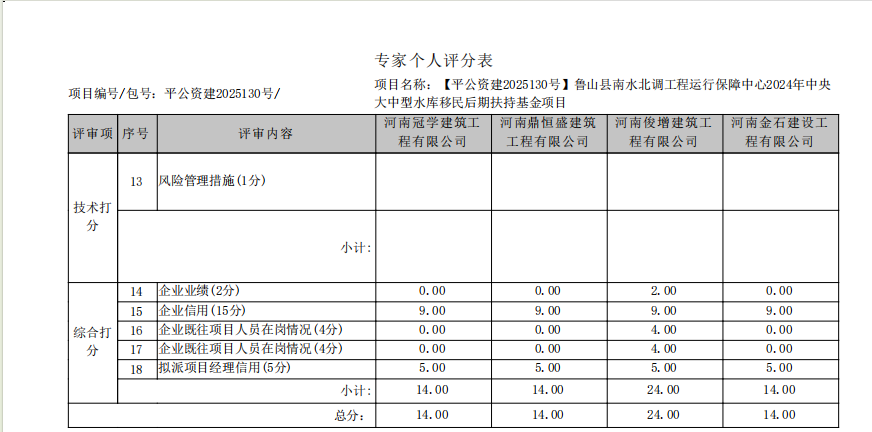 专家个人评分表
项目编号/包号：平公资建2025130号/
项目名称：【平公资建2025130号】鲁山县南水北调工程运行保障中心2024年中央
大中型水库移民后期扶持基金项目
评审项 序号 评审内容 河南冠学建筑工程有限公司 河南鼎恒盛建筑工程有限公司 河南俊增建筑工程有限公司 河南金石建设工程有限公司
技术打分
13 风险管理措施(1分)
小计:
综合打分
14 企业业绩(2分) 0.00 0.00 2.00 0.00
15 企业信用(15分) 9.00 9.00 9.00 9.00
16 企业既往项目人员在岗情况(4分) 0.00 0.00 4.00 0.00
17 企业既往项目人员在岗情况(4分) 0.00 0.00 4.00 0.00
18 拟派项目经理信用(5分) 5.00 5.00 5.00 5.00
小计: 14.00 14.00 24.00 14.00
总分: 14.00 14.00 24.00 14.00